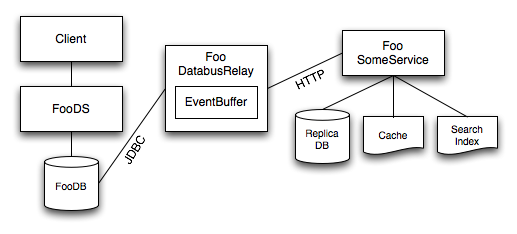 Client
FooDS
FooDB
JDBC
Foo
DatabusRelay
EventBuffer
HTTP
Foo
SomeService
Replica
DB
Cache
Search
Index